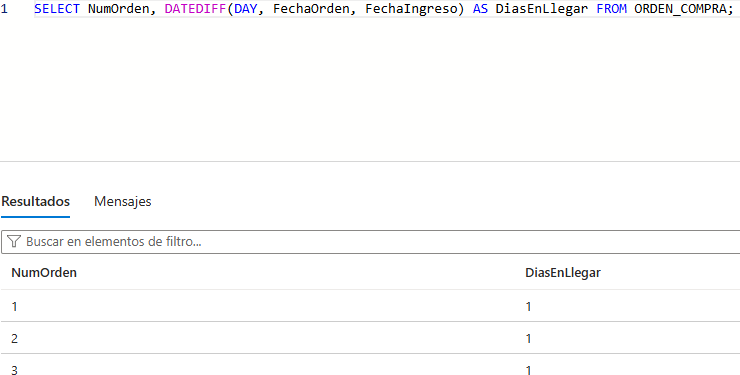 1 SELECT NumOrden, DATEDIFF(DAY, FechaOrden, FechaIngreso) AS DiasEnLlegar FROM ORDEN_COMPRA;
Resultados Mensajes
Buscar en elementos de filtro...
NumOrden DiasEnLlegar
1 1
2 1
3 1